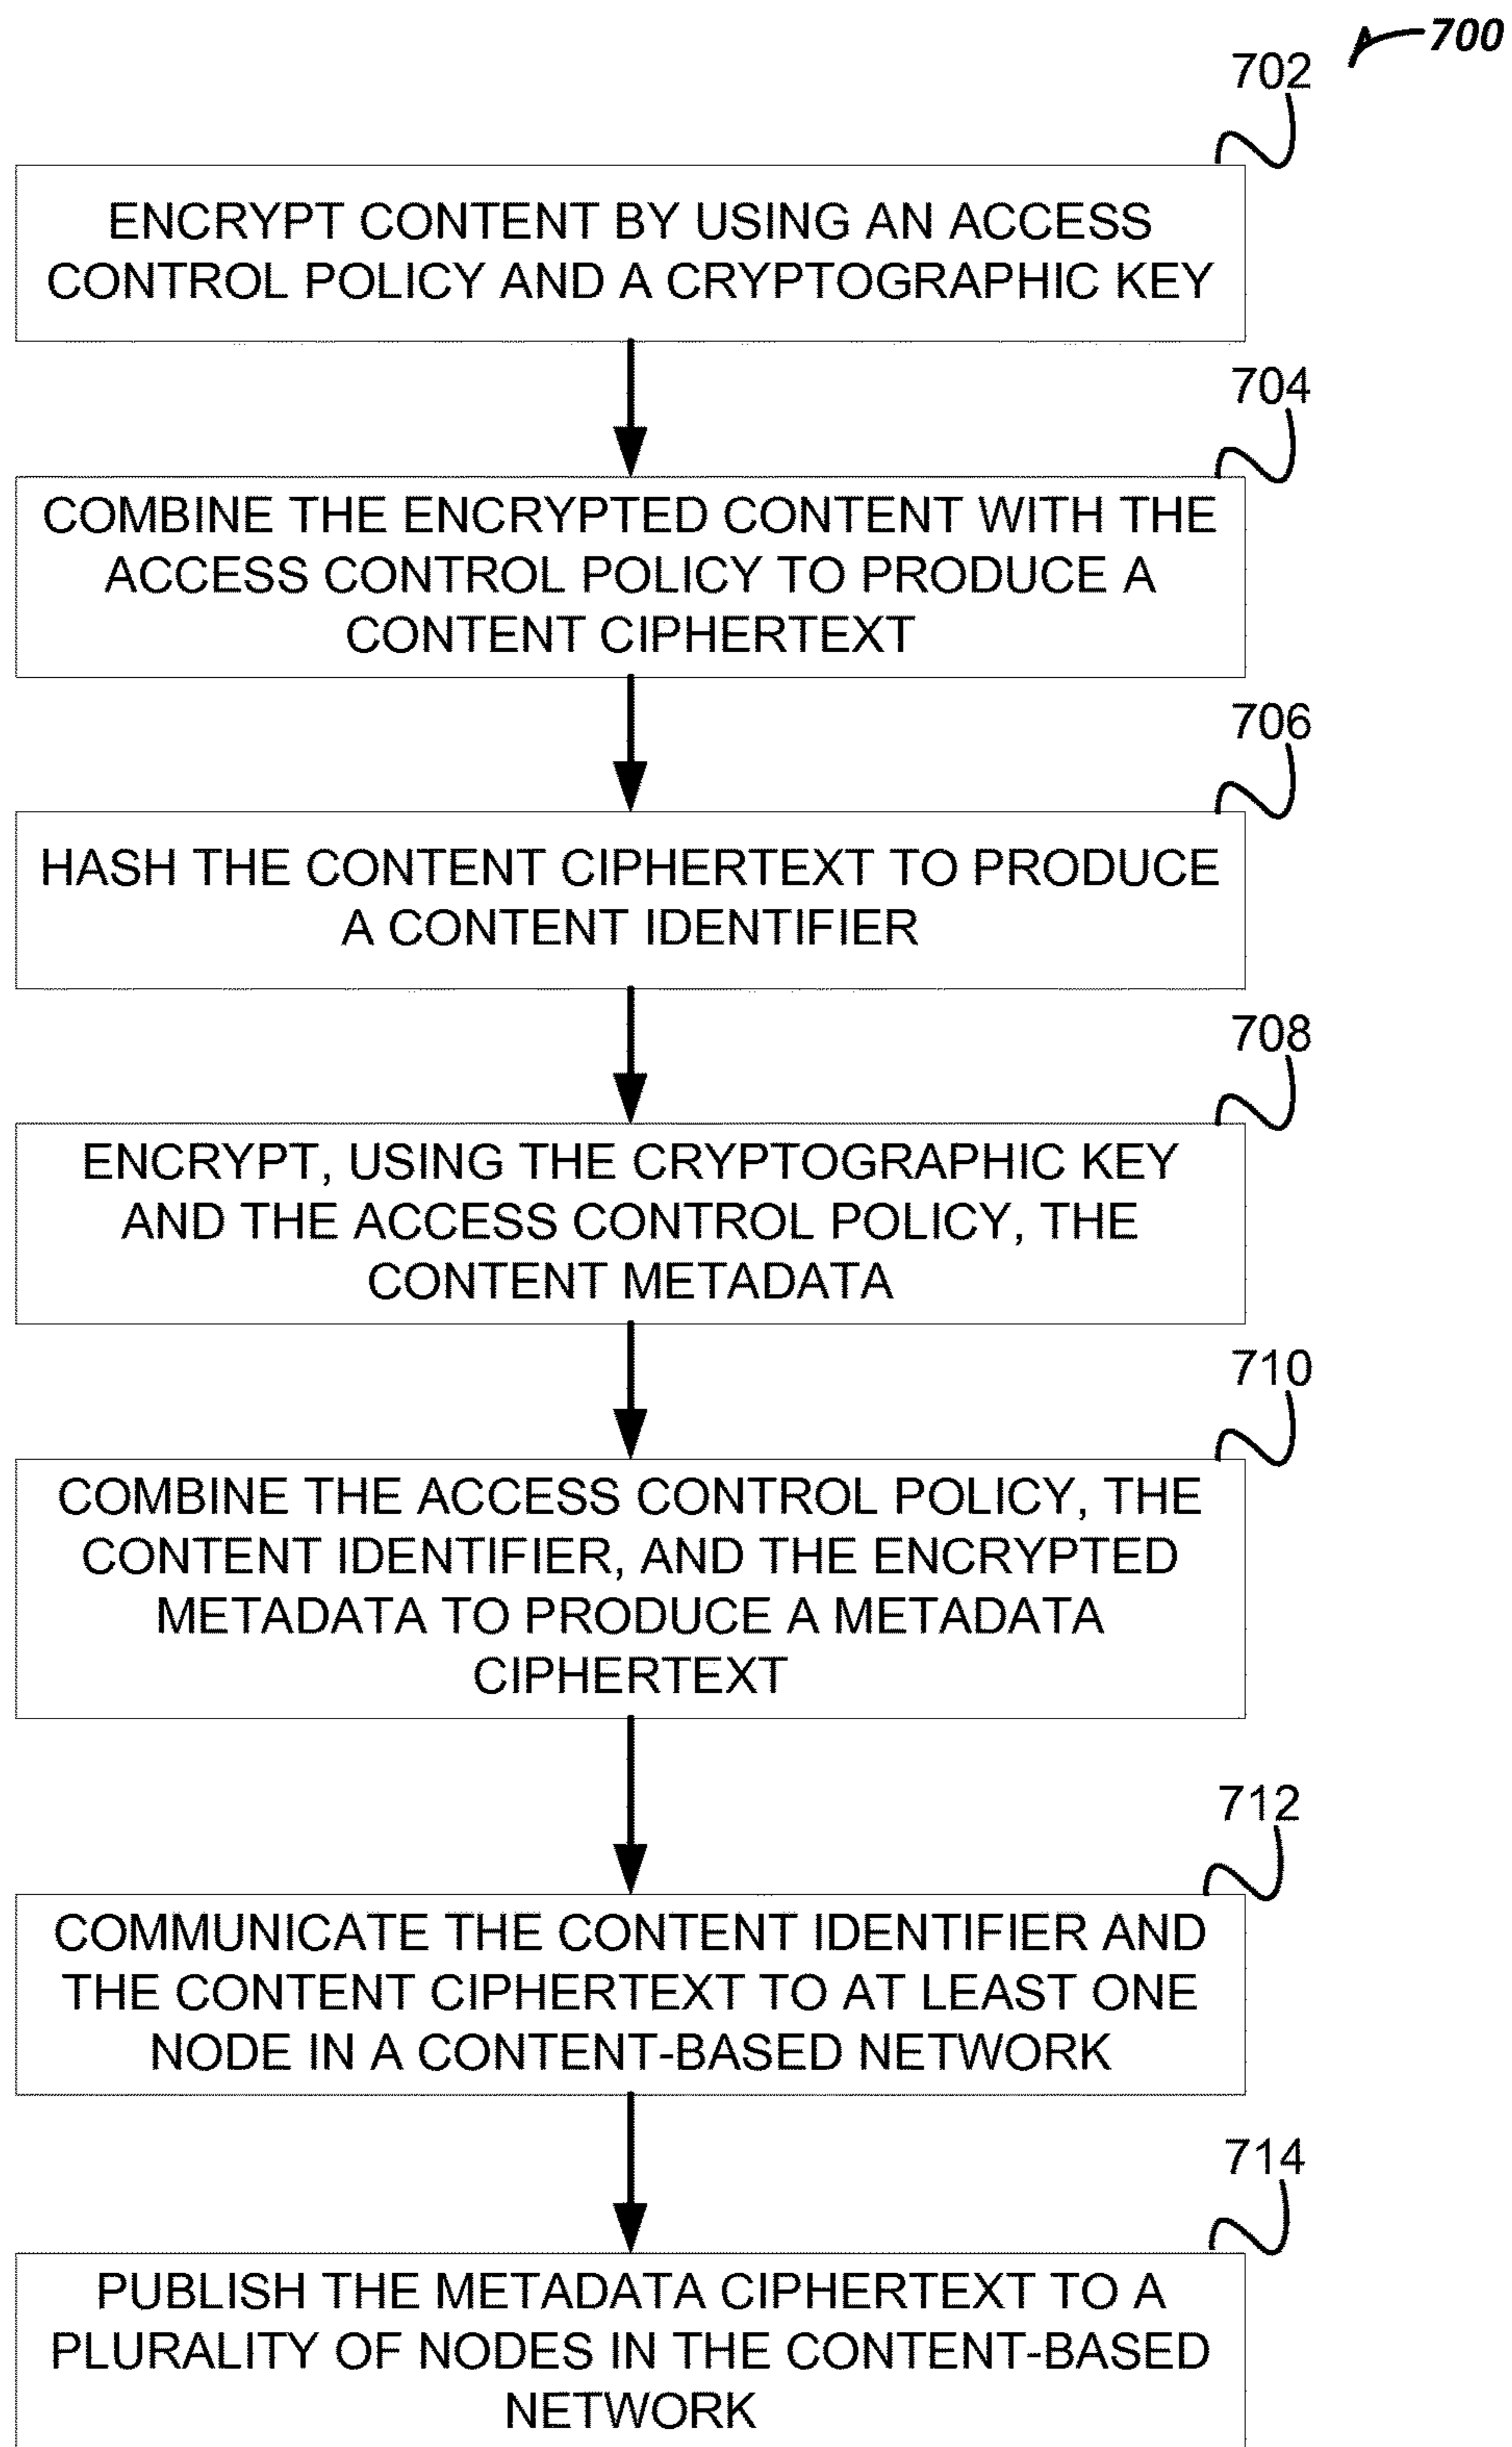 700
702
ENCRYPT CONTENT BY USING AN ACCESS
CONTROL POLICY AND A CRYPTOGRAPHIC KEY
704
COMBINE THE ENCRYPTED CONTENT WITH THE
ACCESS CONTROL POLICY TO PRODUCE A
CONTENT CIPHERTEXT
706
HASH THE CONTENT CIPHERTEXT TO PRODUCE
A CONTENT IDENTIFIER
708
ENCRYPT, USING THE CRYPTOGRAPHIC KEY
AND THE ACCESS CONTROL POLICY, THE
CONTENT METADATA
710
COMBINE THE ACCESS CONTROL POLICY, THE
CONTENT IDENTIFIER, AND THE ENCRYPTED
METADATA TO PRODUCE A METADATA
CIPHERTEXT
712
COMMUNICATE THE CONTENT IDENTIFIER AND
THE CONTENT CIPHERTEXT TO AT LEAST ONE
NODE IN A CONTENT-BASED NETWORK
714
PUBLISH THE METADATA CIPHERTEXT TO A
PLURALITY OF NODES IN THE CONTENT-BASED
NETWORK